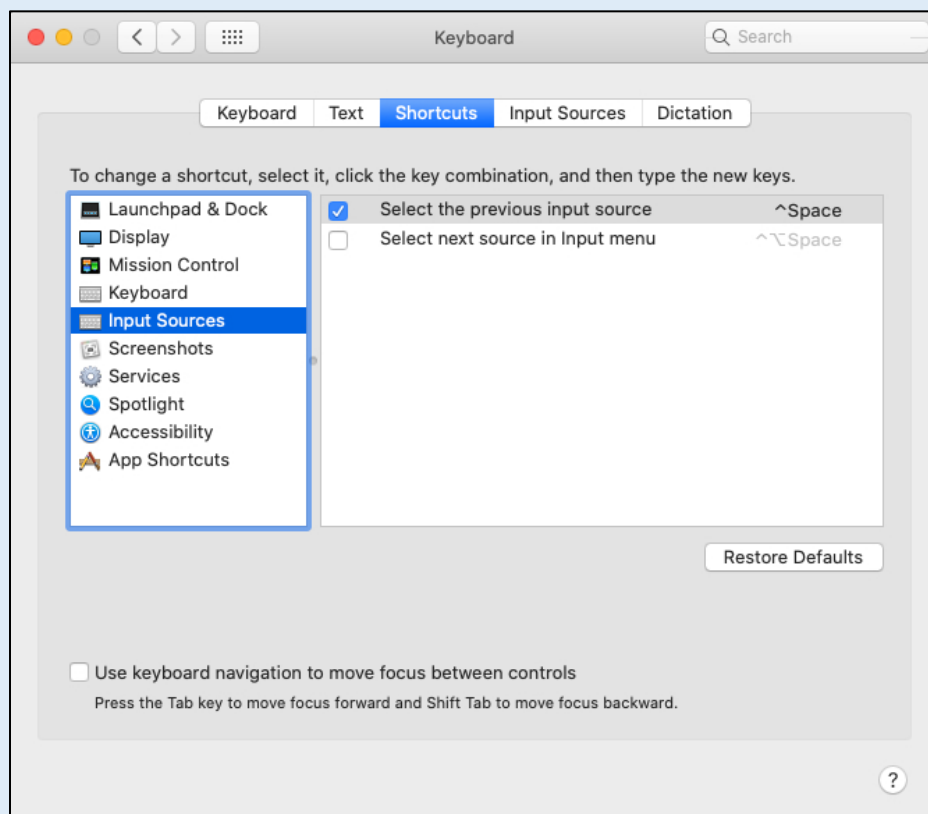 Keyboard
Search
Keyboard Text Shortcuts Input Sources Dictation
To change a shortcut, select it, click the key combination, and then type the new keys.
Launchpad & Dock
Display
Mission Control
Keyboard
Input Sources
Screenshots
Services
Spotlight
Accessibility
App Shortcuts
Select the previous input source ^Space
Select next source in Input menu ^⌥Space
Restore Defaults
Use keyboard navigation to move focus between controls
Press the Tab key to move focus forward and Shift Tab to move focus backward.
?